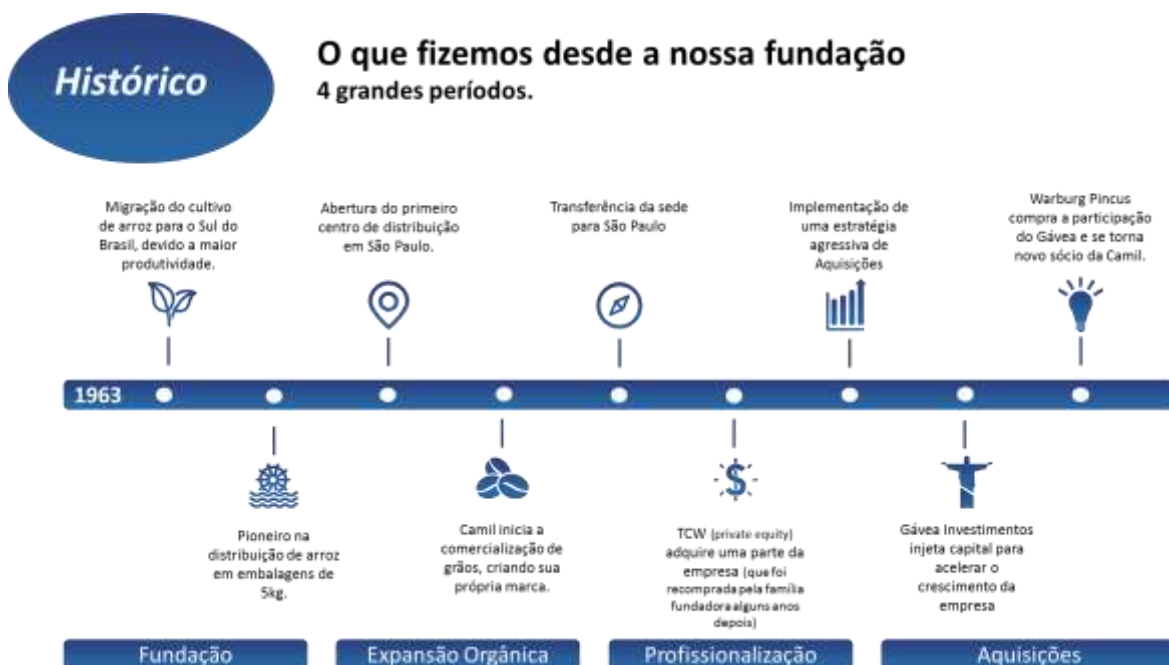 Histórico
O que fizemos desde a nossa fundação
4 grandes períodos.
Migração do cultivo
de arroz para o Sul do
Brasil, devido a maior
produtividade.
Abertura do primeiro
centro de distribuição
em São Paulo.
Transferência da sede
para São Paulo
Implementação de
uma estratégia
agressiva de
Aquisições
Warburg Pincus
compra a participação
do Gávea e se torna
novo sócio da Camil.
1963
Pioneiro na
distribuição de arroz
em embalagens de
5kg.
Camil inicia a
comercialização de
grãos, criando sua
própria marca.
$
TCW (private equity)
adquire uma parte da
empresa (que foi
recomprada pela família
fundadora alguns anos
depois)
Gávea Investimentos
injeta capital para
acelerar o
crescimento da
empresa
Fundação
Expansão Orgânica
Profissionalização
Aquisições